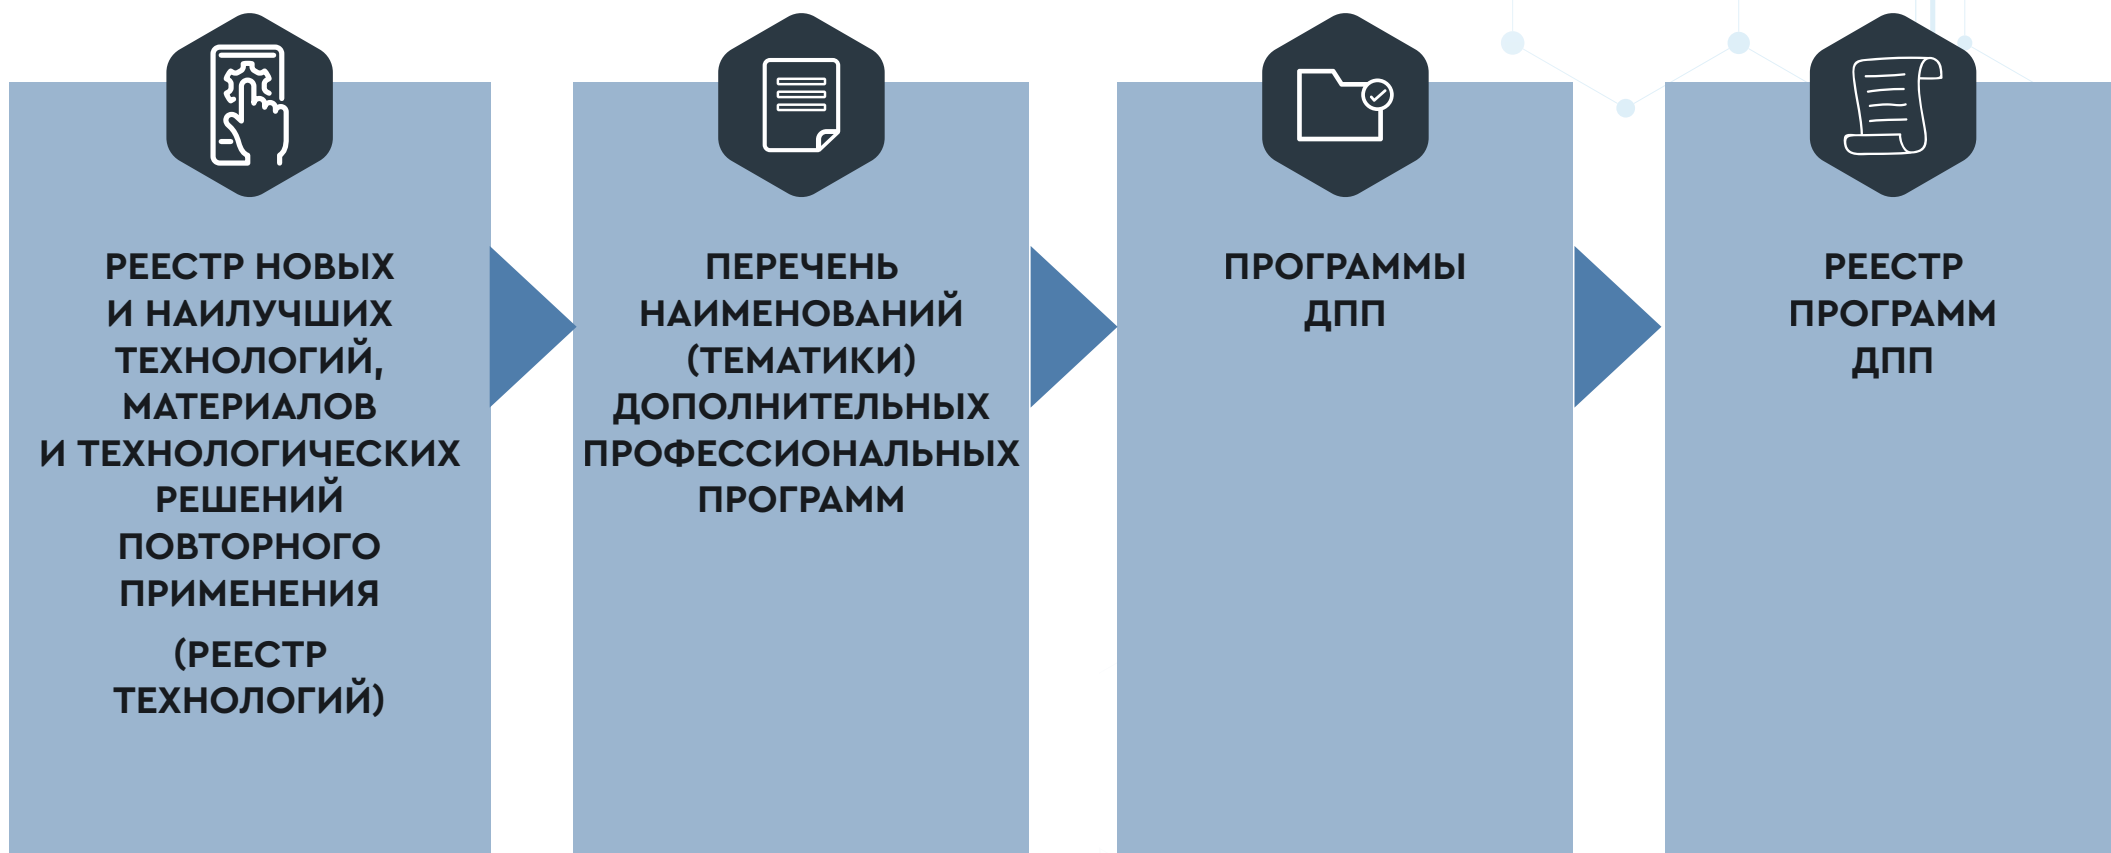 РЕЕСТР НОВЫХ
И НАИЛУЧШИХ
ТЕХНОЛОГИЙ,
МАТЕРИАЛОВ
И ТЕХНОЛОГИЧЕСКИХ
РЕШЕНИЙ
ПОВТОРНОГО
ПРИМЕНЕНИЯ
(РЕЕСТР
ТЕХНОЛОГИЙ)
ПЕРЕЧЕНЬ
НАИМЕНОВАНИЙ
(ТЕМАТИКИ)
ДОПОЛНИТЕЛЬНЫХ
ПРОФЕССИОНАЛЬНЫХ
ПРОГРАММ
ПРОГРАММЫ
ДПП
РЕЕСТР
ПРОГРАММ
ДПП